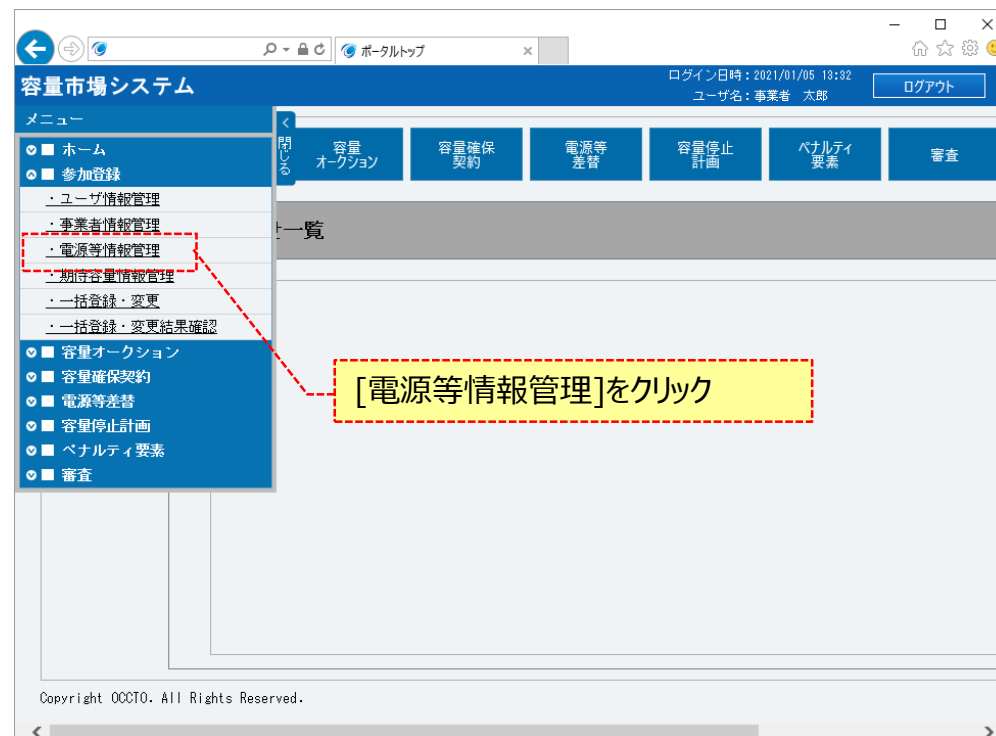 ポータルトップ
容量市場システム
ログイン日時：2021/01/05 13:32
ユーザ名：事業者 太郎
ログアウト
メニュー
閉じる
ホーム
参加登録
・ユーザ情報管理
・事業者情報管理
・電源等情報管理
・期待容量情報管理
・一括登録・変更
・一括登録・変更結果確認
容量オークション
容量確保契約
電源等差替
容量停止計画
ペナルティ要素
審査
容量
オークション
容量確保
契約
電源等
差替
容量停止
計画
ペナルティ
要素
審査
一覧
[電源等情報管理]をクリック
Copyright OCCTO. All Rights Reserved.